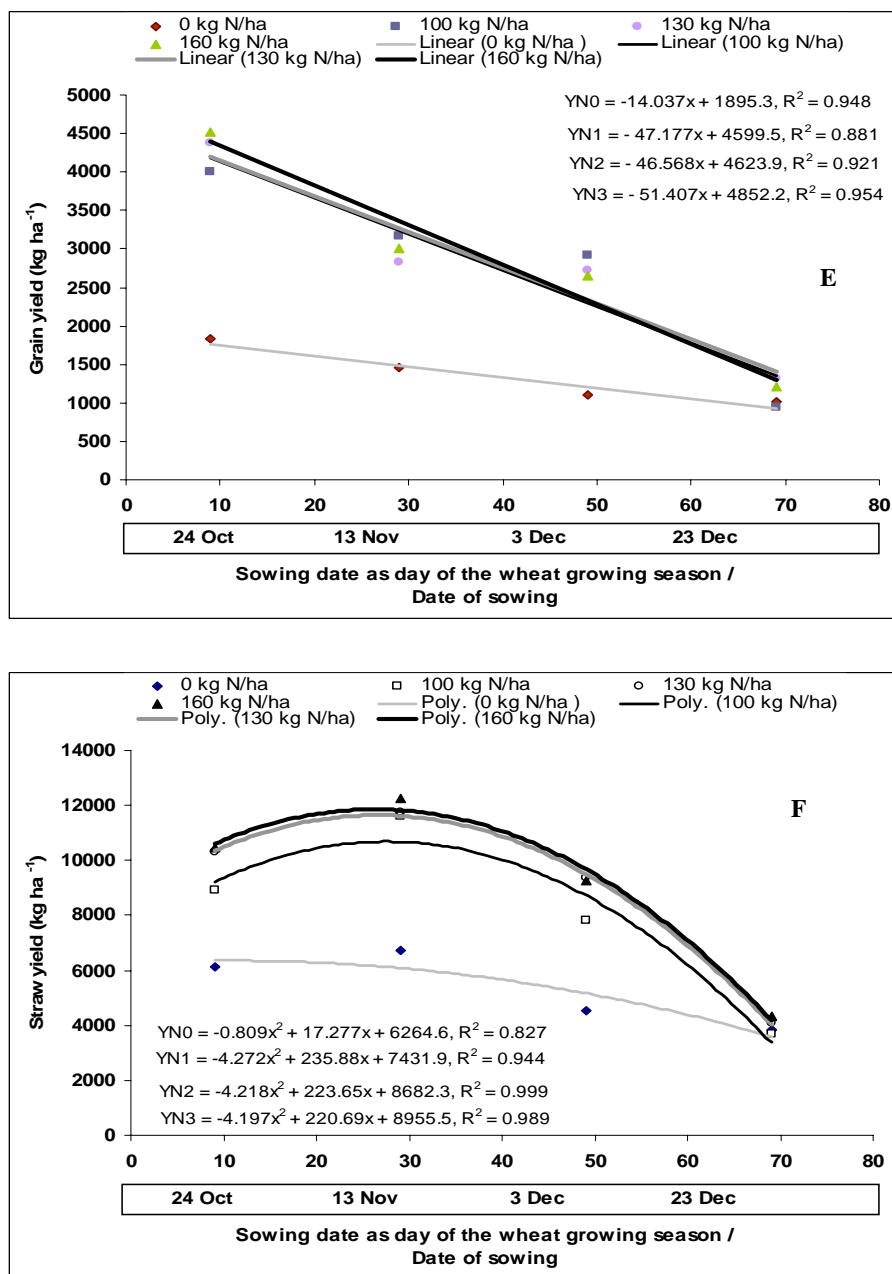 0 kg N/ha 100 kg N/ha 130 kg N/ha
160 kg N/ha Linear (0 kg N/ha ) Linear (100 kg N/ha)
Linear (130 kg N/ha) Linear (160 kg N/ha)
5000
4500
4000
3500
3000
2500
2000
1500
1000
500
0
Grain yield (kg ha⁻¹)
YN0 = -14.037x + 1895.3, R² = 0.948
YN1 = - 47.177x + 4599.5, R² = 0.881
YN2 = - 46.568x + 4623.9, R² = 0.921
YN3 = - 51.407x + 4852.2, R² = 0.954
E
0 10 20 30 40 50 60 70 80
24 Oct 13 Nov 3 Dec 23 Dec
Sowing date as day of the wheat growing season /
Date of sowing
0 kg N/ha 100 kg N/ha 130 kg N/ha
160 kg N/ha Poly. (0 kg N/ha ) Poly. (100 kg N/ha)
Poly. (130 kg N/ha) Poly. (160 kg N/ha)
14000
12000
10000
8000
6000
4000
2000
0
Straw yield (kg ha ⁻¹)
F
YN0 = -0.809x² + 17.277x + 6264.6, R² = 0.827
YN1 = -4.272x² + 235.88x + 7431.9, R² = 0.944
YN2 = -4.218x² + 223.65x + 8682.3, R² = 0.999
YN3 = -4.197x² + 220.69x + 8955.5, R² = 0.989
0 10 20 30 40 50 60 70 80
24 Oct 13 Nov 3 Dec 23 Dec
Sowing date as day of the wheat growing season /
Date of sowing